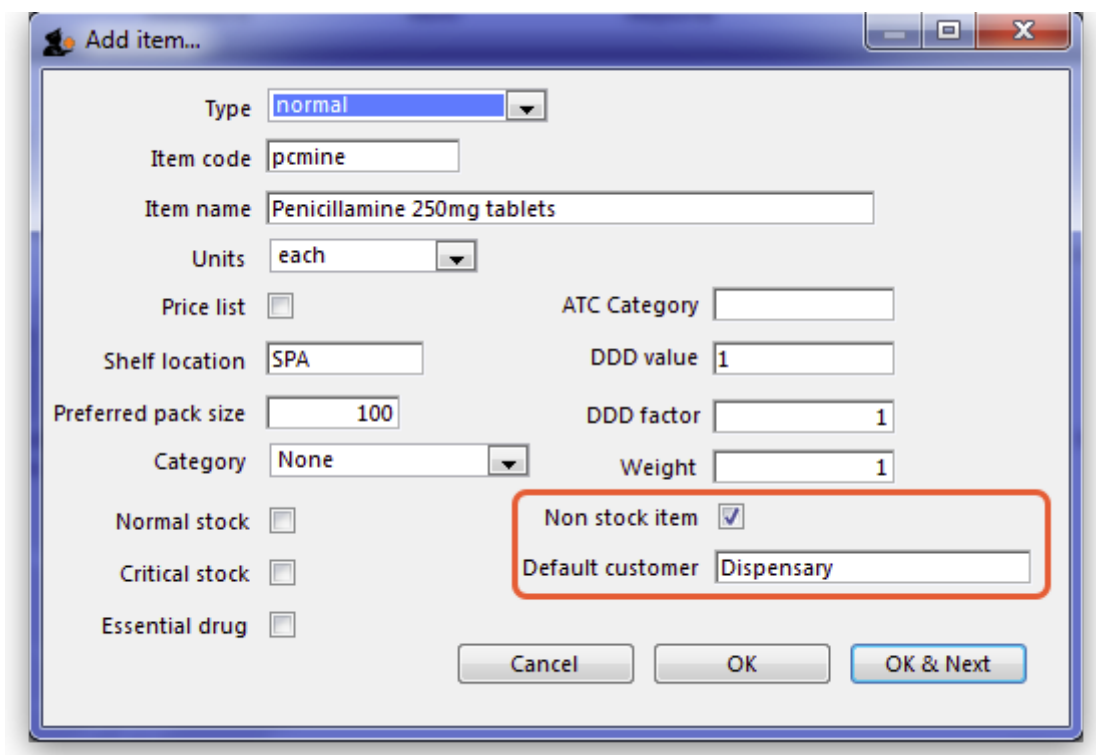 Add item...
Type normal
Item code pcmine
Item name Penicillamine 250mg tablets
Units each
Price list
ATC Category
Shelf location SPA
DDD value 1
Preferred pack size 100
DDD factor 1
Category None
Weight 1
Normal stock
Non stock item
Critical stock
Default customer Dispensary
Essential drug
Cancel OK OK & Next